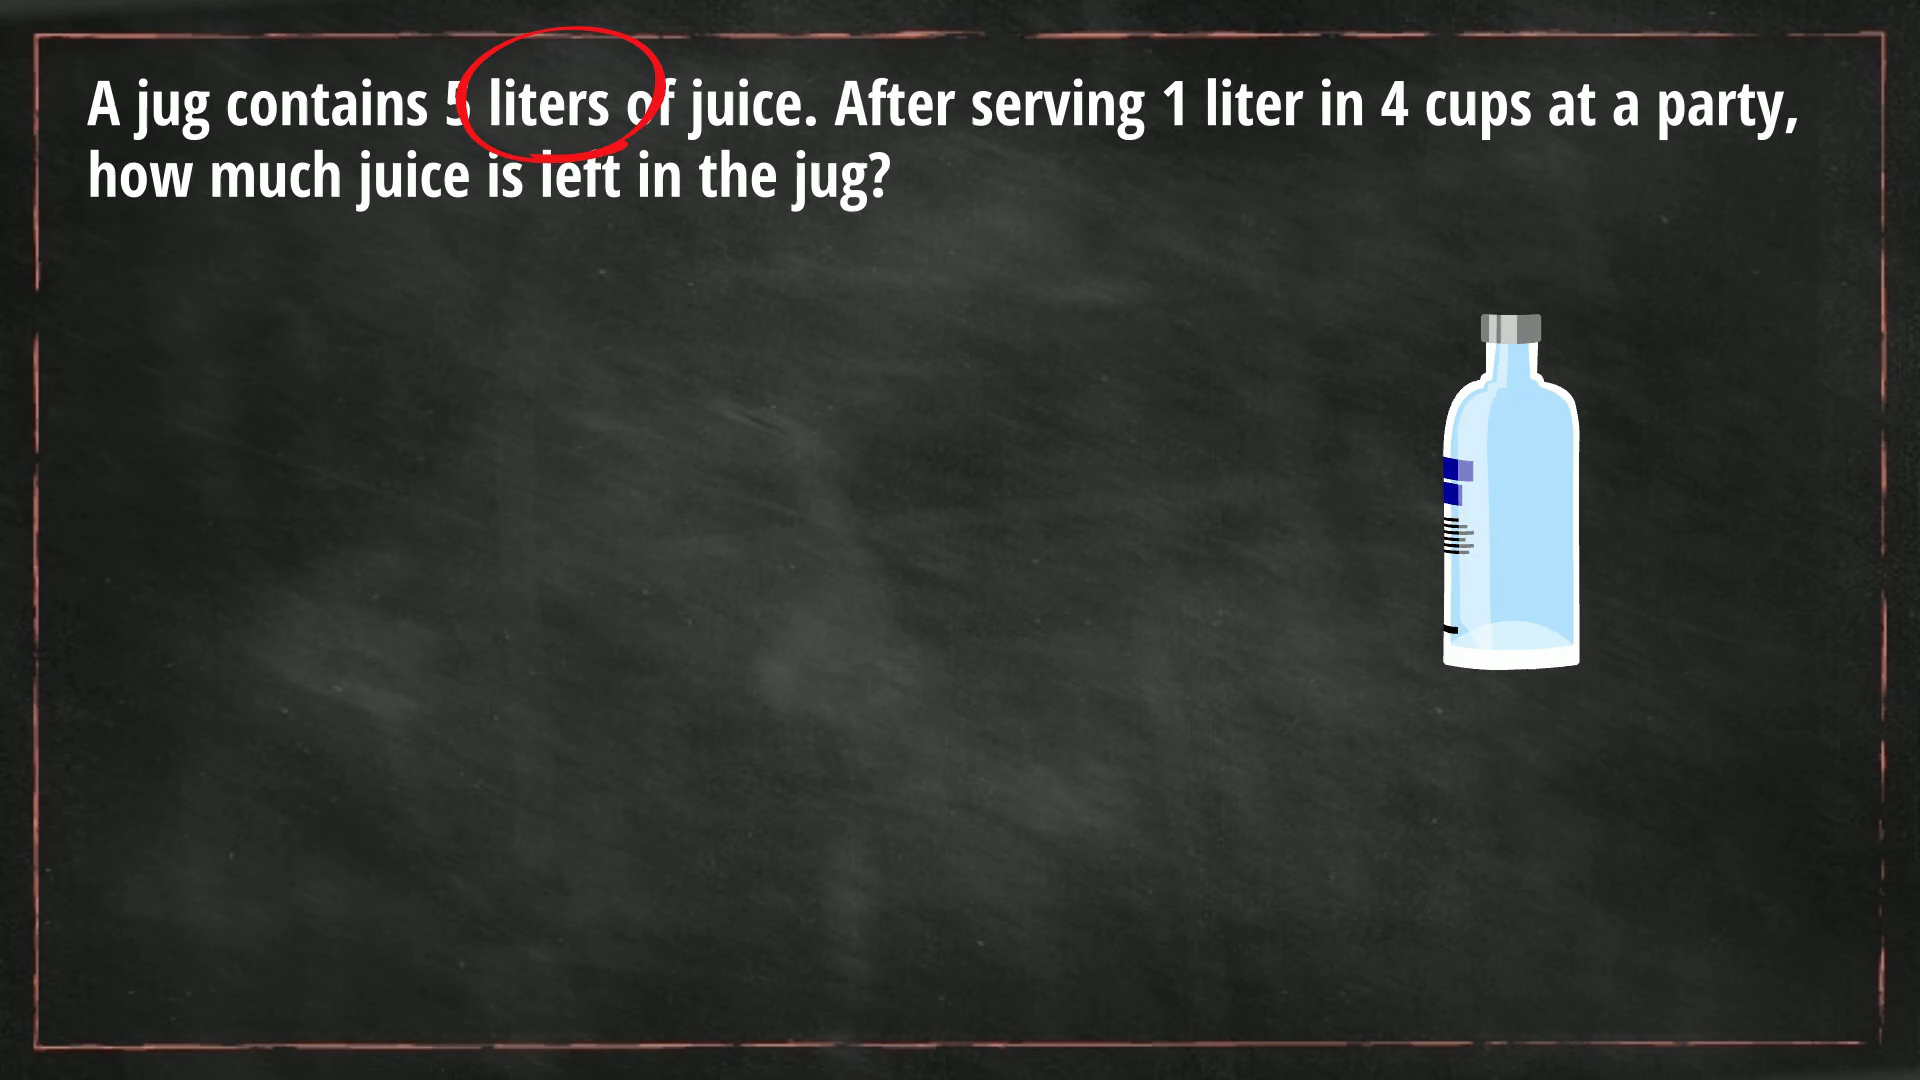 A jug contains 5 liters of juice. After serving 1 liter in 4 cups at a party,
how much juice is left in the jug?